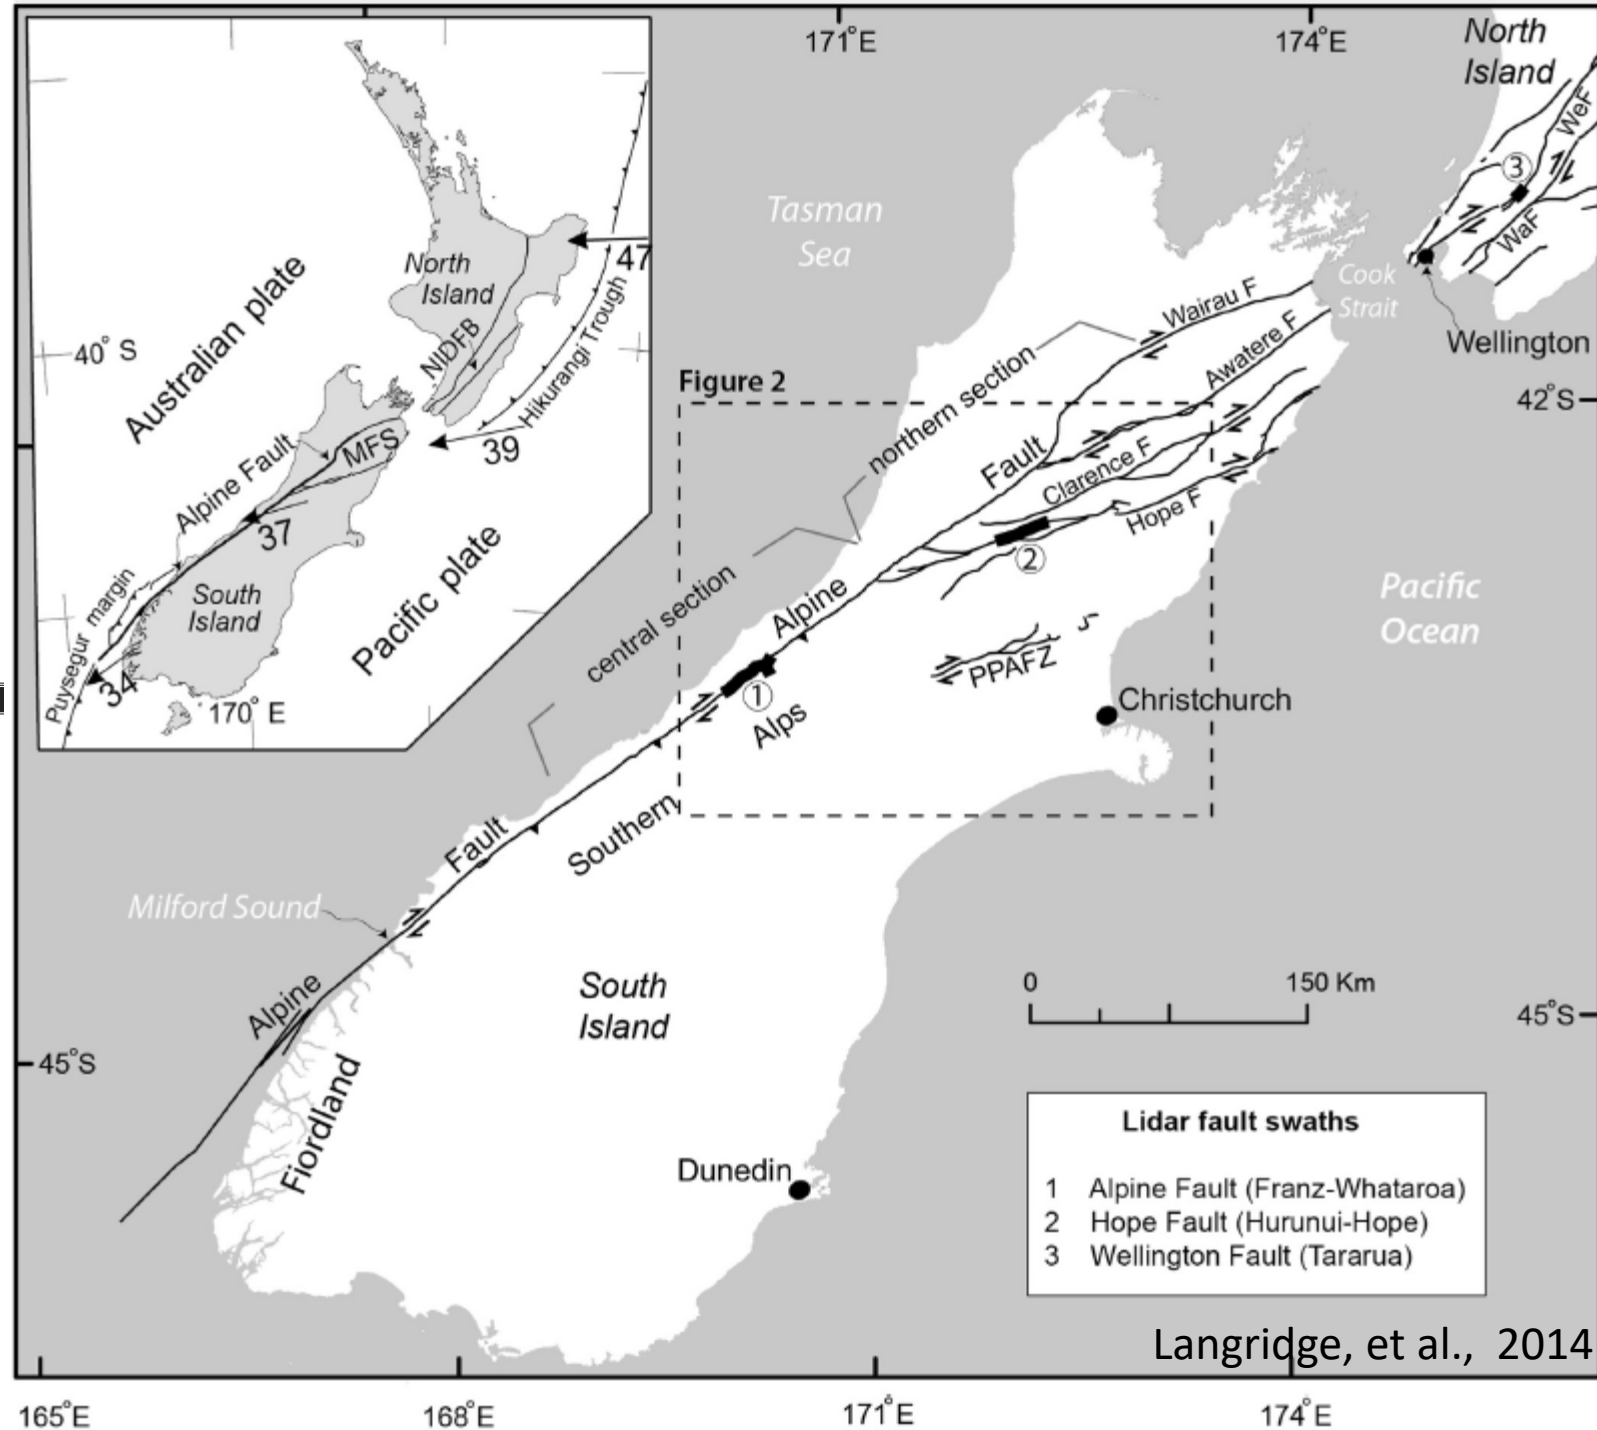 171°E
174°E
North
Island
WeF
3
WaF
Tasman
Sea
Cook
Strait
Wellington
Wairau F
Awatere F
northern section
Figure 2
42°S
Fault
Clarence F
Hope F
2
central section
Alpine
1
Alps
PPAFZ
Christchurch
Pacific
Ocean
Southern
Fault
Milford Sound
Alpine
South
Island
Fiordland
0 150 Km
45°S
45°S
Dunedin
Lidar fault swaths
1 Alpine Fault (Franz-Whataroa)
2 Hope Fault (Hurunui-Hope)
3 Wellington Fault (Tararua)
Langridge, et al., 2014
165°E
168°E
171°E
174°E
North
Island
47
Australian plate
40° S
NIDFB
Hikurangi Trough
39
MFS
Alpine Fault
37
Puysegur margin
South
Island
Pacific plate
34
170° E